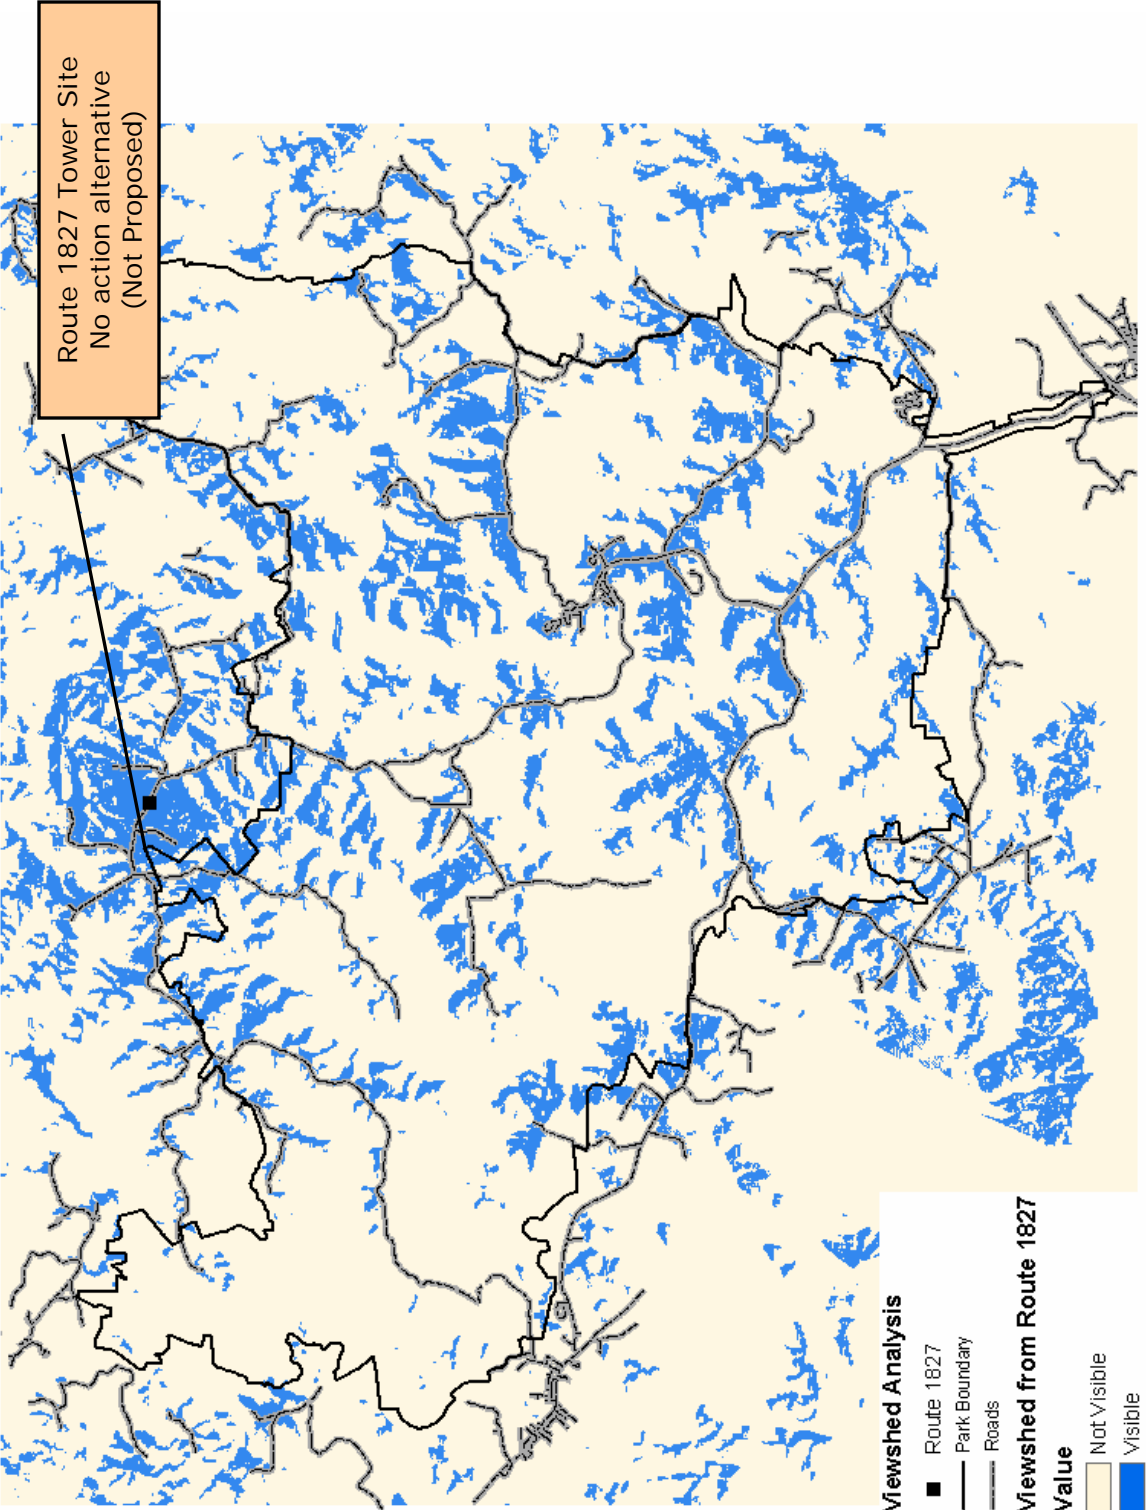 Route 1827 Tower Site
No action alternative
(Not Proposed)
Viewshed Analysis
Route 1827
Park Boundary
Roads
Viewshed from Route 1827
Value
Not Visible
Visible